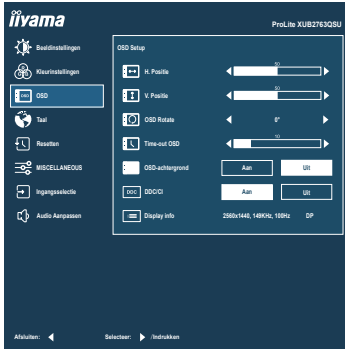 iiyama
ProLite XUB2763QSU
Beeldinstellingen
Kleurinstellingen
OSD
Taal
Resetten
MISCELLANEOUS
Ingangsselectie
Audio Aanpassen
OSD Setup
H. Positie 50
V. Positie 50
OSD Rotate 0°
Time-out OSD 10
OSD-achtergrond Aan Uit
DDC DDC/CI Aan Uit
Display info 2560x1440, 149KHz, 100Hz DP
Afsluiten: Selecteer: /Indrukken